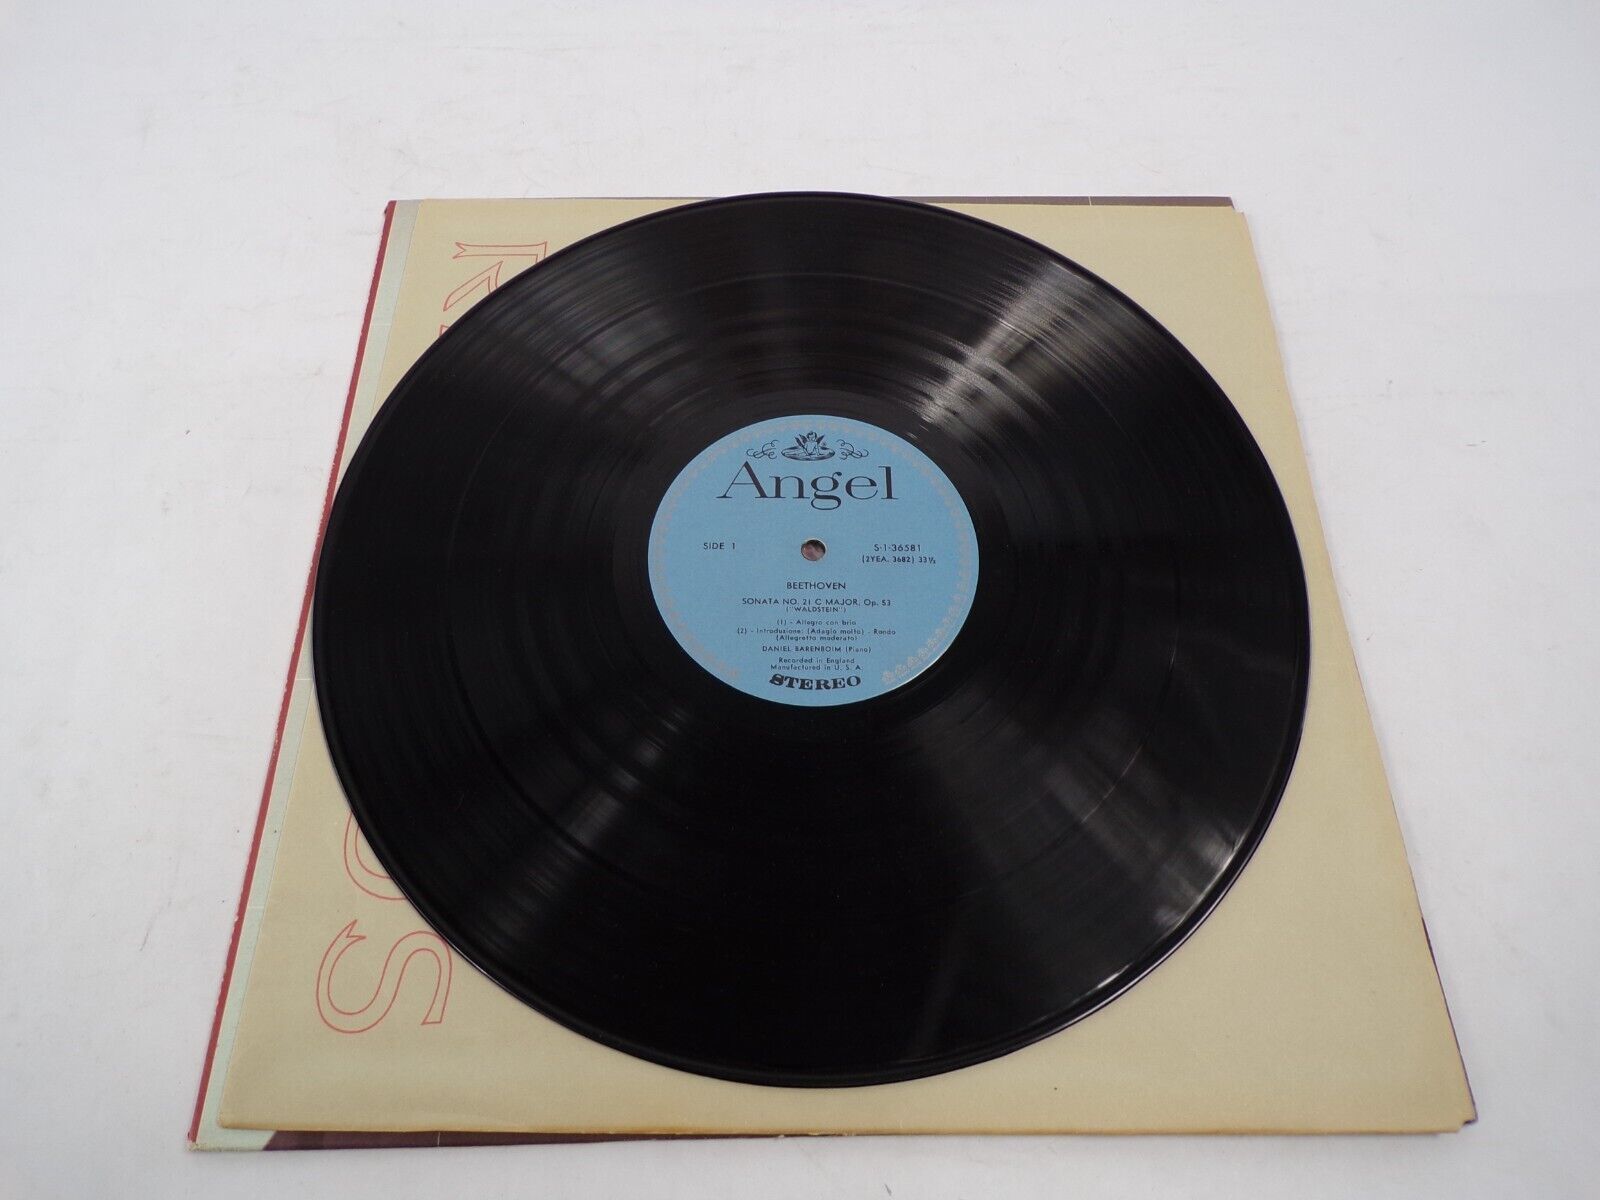 Angel
SIDE 1
S-1-36581
(2YEA. 3682) 33⅓
BEETHOVEN
SONATA NO. 21 C MAJOR, Op. 53
("WALDSTEIN")
(1) - Allegro con brio
(2) - Introduzione: (Adagio molto) - Rondo
(Allegretto moderato)
DANIEL BARENBOIM (Piano)
Recorded in England
Manufactured in U. S. A.
STEREO